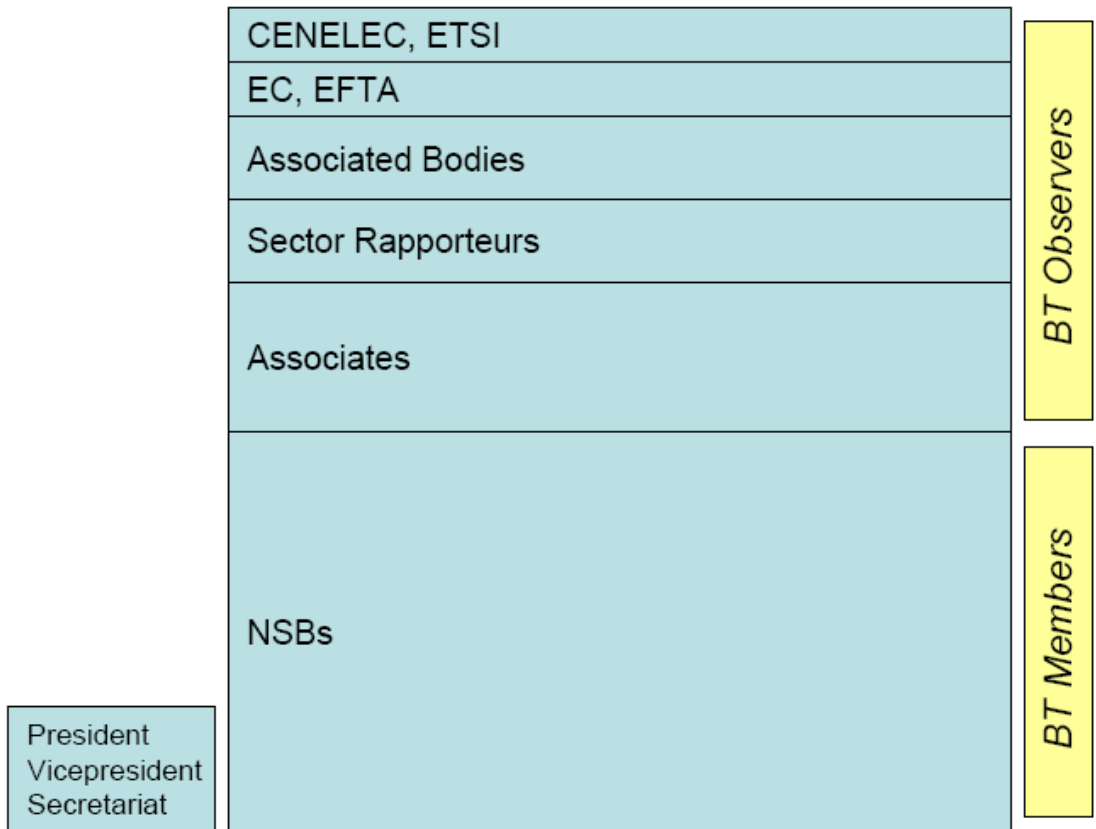 CENELEC, ETSI
EC, EFTA
Associated Bodies
Sector Rapporteurs
Associates
NSBs
President
Vicepresident
Secretariat
BT Observers
BT Members